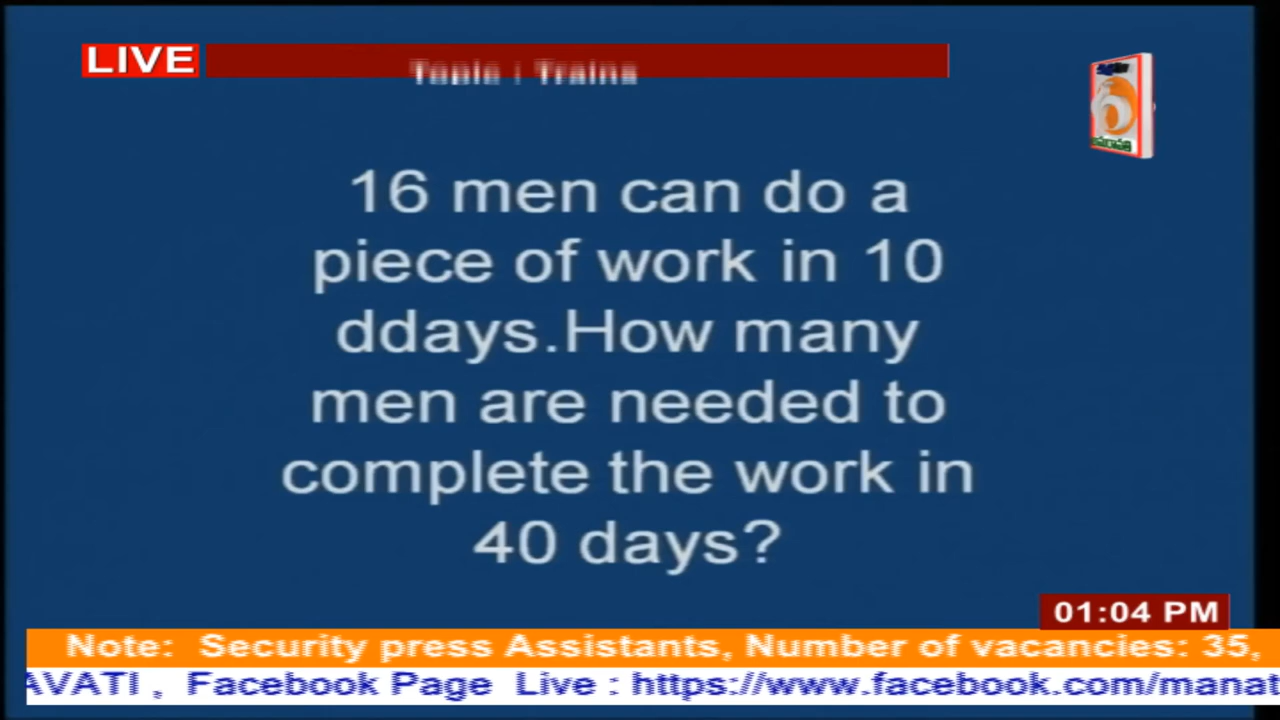 LIVE
Topic : Trains
16 men can do a
piece of work in 10
ddays.How many
men are needed to
complete the work in
40 days?
01:04 PM
Note: Security press Assistants, Number of vacancies: 35,
AVATI , Facebook Page Live : https://www.facebook.com/manat